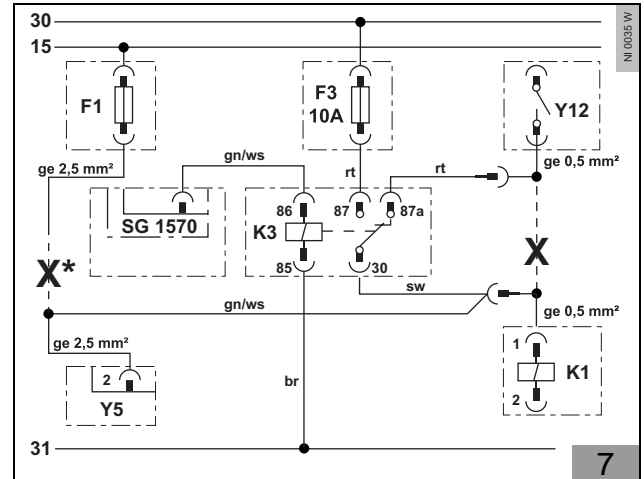 30
15
NI 0035 W
F1
F3
10A
Y12
ge 2,5 mm²
gn/ws
rt
rt
ge 0,5 mm²
SG 1570
86
87
87a
K3
85
30
X*
X
sw
gn/ws
ge 0,5 mm²
ge 2,5 mm²
2
Y5
br
1
K1
2
31
7